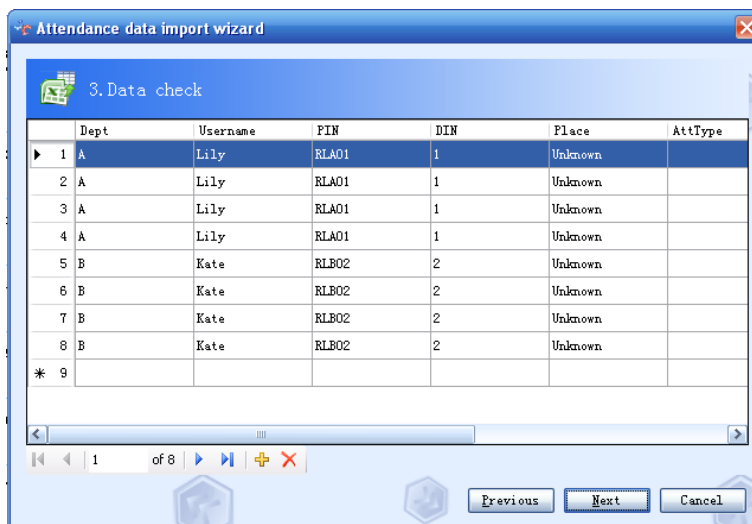 Attendance data import wizard
3.Data check
Dept Username PIN DIN Place AttType
1 A Lily RLA01 1 Unknown
2 A Lily RLA01 1 Unknown
3 A Lily RLA01 1 Unknown
4 A Lily RLA01 1 Unknown
5 B Kate RLB02 2 Unknown
6 B Kate RLB02 2 Unknown
7 B Kate RLB02 2 Unknown
8 B Kate RLB02 2 Unknown
9
1 of 8
Previous Next Cancel